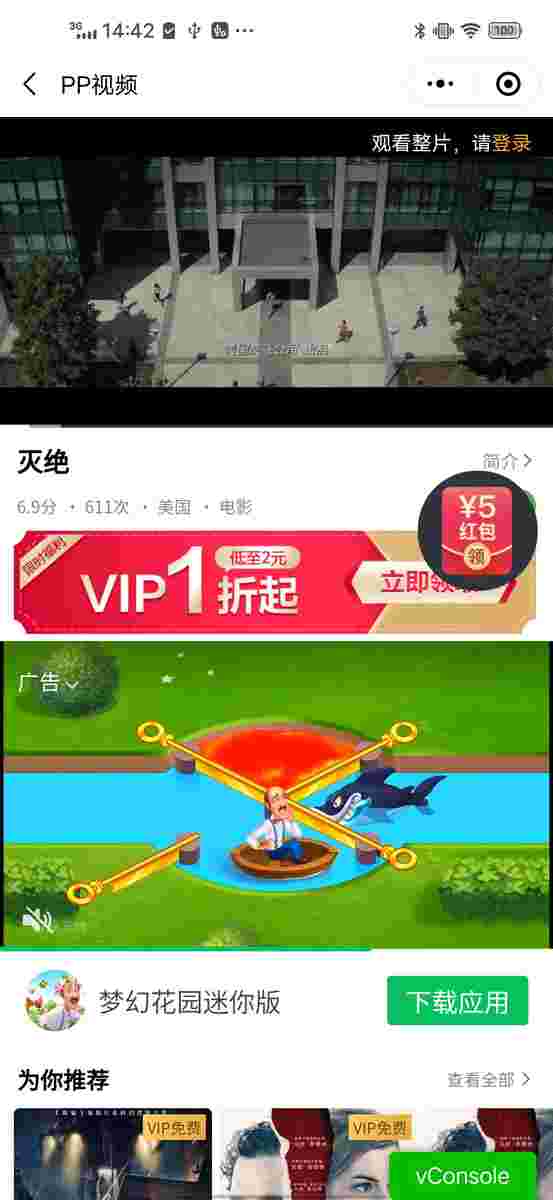 3G 14:42 100
PP视频
观看整片，请登录
灭绝
简介
6.9分 · 611次 · 美国 · 电影
¥5
红包
领
限时福利
VIP1折起
低至2元
立即领
广告
梦幻花园迷你版
下载应用
为你推荐
查看全部
VIP免费
VIP免费
vConsole